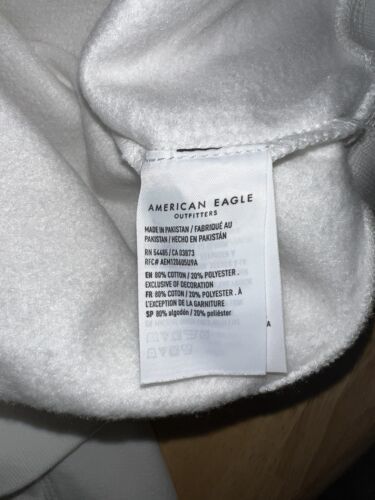 AMERICAN EAGLE
OUTFITTERS
MADE IN PAKISTAN / FABRIQUÉ AU
PAKISTAN / HECHO EN PAKISTÁN
RN 54485 / CA 03873
RFC# AEM120605U9A
EN 80% COTTON / 20% POLYESTER .
EXCLUSIVE OF DECORATION
FR 80% COTON / 20% POLYESTER . À
L'EXCEPTION DE LA GARNITURE
SP 80% algodón / 20% poliéster